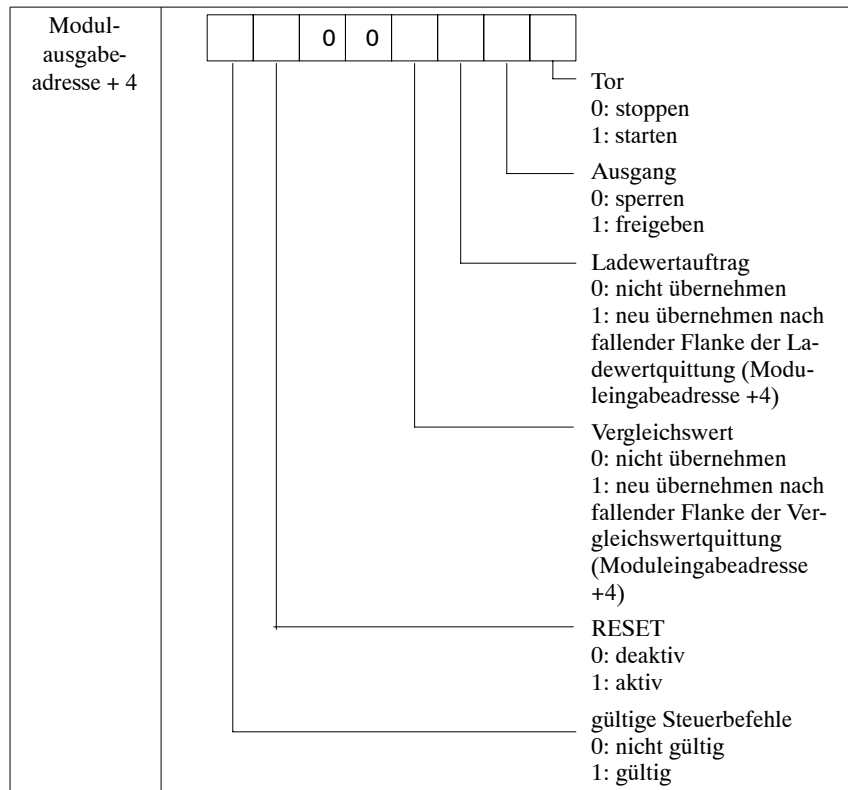 Modul-
ausgabe-
adresse + 4
0 0
Tor
0: stoppen
1: starten
Ausgang
0: sperren
1: freigeben
Ladewertauftrag
0: nicht übernehmen
1: neu übernehmen nach
fallender Flanke der La-
dewertquittung (Modu-
leingabeadresse +4)
Vergleichswert
0: nicht übernehmen
1: neu übernehmen nach
fallender Flanke der Ver-
gleichswertquittung
(Moduleingabeadresse
+4)
RESET
0: deaktiv
1: aktiv
gültige Steuerbefehle
0: nicht gültig
1: gültig